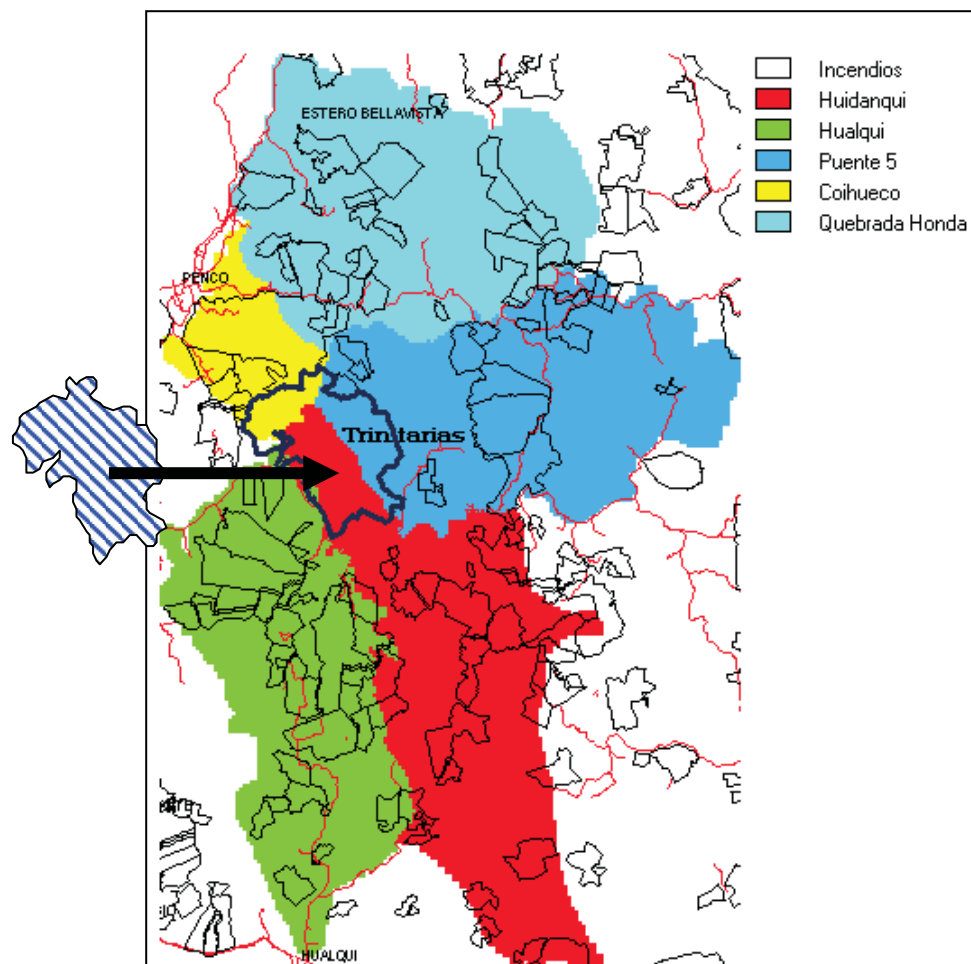 Incendios
Huidanqui
Hualqui
Puente 5
Coihueco
Quebrada Honda
ESTERO BELLAVISTA
PENCO
Trinitarias
HUALQUI